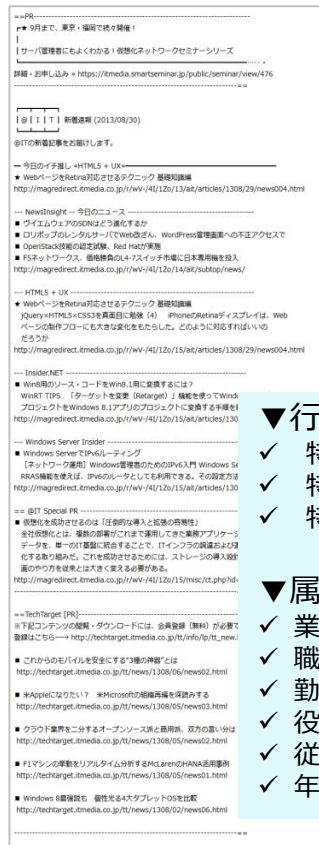 ==PR------------------------------------------------------
┏★ 9月まで、東京・福岡で続々開催!
┃
┃サーバ管理者にもよくわかる!仮想化ネットワークセミナーシリーズ
詳細・お申し込み » https://itmedia.smartseminar.jp/public/seminar/view/476
------------------------------------------------------==
┃@┃I┃T┃ 新着速報 (2013/08/30)
@ITの新着記事をお届けします。
━ 今日のイチ推し «HTML5 + UX»━━━━━━━━━━━━━━━━━━
★ WebページをRetina対応させるテクニック 基礎知識編
http://magredirect.itmedia.co.jp/r/wV-/4I/1Zo/13/ait/articles/1308/29/news004.html
--- NewsInsight -- 今日のニュース --------------------------------
■ ヴイエムウェアのSDNはどう進化するか
■ ロリポップのレンタルサーバでWeb改ざん、WordPress管理画面への不正アクセスで
■ OpenStack技能の認定試験、Red Hatが実施
■ F5ネットワークス、価格勝負のL4-7スイッチ市場に日本専用機を投入
http://magredirect.itmedia.co.jp/r/wV-/4I/1Zo/14/ait/subtop/news/
--- HTML5 + UX --------------------------------
★ WebページをRetina対応させるテクニック 基礎知識編
jQuery×HTML5×CSS3を真面目に勉強(4) iPhoneのRetinaディスプレイは、Web
ページの制作フローにも大きな変化をもたらした。どのように対応すればいいの
だろうか
http://magredirect.itmedia.co.jp/r/wV-/4I/1Zo/15/ait/articles/1308/29/news004.html
--- Insider.NET --------------------------------
■ Win8用のソース・コードをWin8.1用に変換するには?
WinRT TIPS 「ターゲットを変更(Retarget)」機能を使ってWind
プロジェクトをWindows 8.1アプリのプロジェクトに変換する手順を
http://magredirect.itmedia.co.jp/r/wV-/4I/1Zo/15/ait/articles/130
--- Windows Server Insider --------------------------------
■ Windows ServerでIPv6ルーティング
[ネットワーク運用]Windows管理者のためのIPv6入門 Windows Se
RRAS機能を使えば、IPv6のルータとしても利用できる。その設定方法
http://magredirect.itmedia.co.jp/r/wV-/4I/1Zo/15/ait/articles/130
== @IT Special PR --------------------------------
■ 仮想化を成功させるのは「圧倒的な導入と拡張の容易性」
全社仮想化とは、複数の部署がこれまで運用してきた業務アプリケーシ
データを、単一のIT基盤に統合することで、ITインフラの調達および運
化する取り組みだ。これを成功させるためには、ストレージの導入設計
画のやり方を従来とは大きく変える必要がある。
http://magredirect.itmedia.co.jp/r/wV-/4I/1Zo/15/misc/ct.php?id=
==TechTarget [PR]--------------------------------
※下記コンテンツの閲覧・ダウンロードには、会員登録(無料)が必要で
登録はこちら──> http://techtarget.itmedia.co.jp/tt/info/lp/tt_new.
■ これからのモバイルを安全にする“3種の神器”とは
http://techtarget.itmedia.co.jp/tt/news/1308/06/news02.html
■ 米Appleになりたい? 米Microsoftの組織再編を深読みする
http://techtarget.itmedia.co.jp/tt/news/1308/05/news03.html
■ クラウド業界を二分するオープンソース派と商用派、双方の言い分は
http://techtarget.itmedia.co.jp/tt/news/1308/05/news02.html
■ F1マシンの挙動をリアルタイム分析するMcLarenのHANA活用事例
http://techtarget.itmedia.co.jp/tt/news/1308/05/news01.html
■ Windows 8最強説も 個性光る4大タブレットOSを比較
http://techtarget.itmedia.co.jp/tt/news/1308/02/news06.html
------------------------------------------------------==
▼行
✓ 特
✓ 特
✓ 特
▼属
✓ 業
✓ 職
✓ 勤
✓ 役
✓ 従
✓ 年